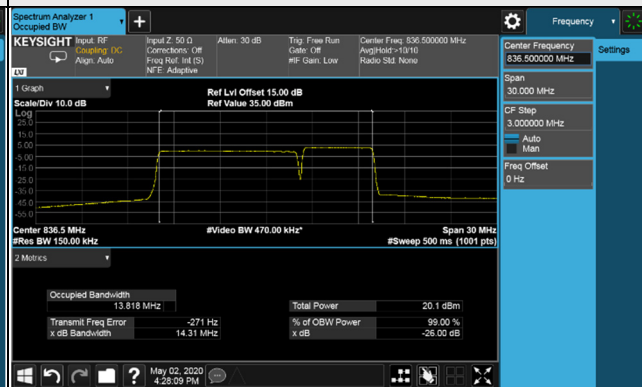 Spectrum Analyzer 1
Occupied BW
Frequency
KEYSIGHT
Input: RF
Coupling: DC
Align: Auto
Input Z: 50 Ω
Corrections: Off
Freq Ref: Int (S)
NFE: Adaptive
Atten: 30 dB
Trig: Free Run
Gate: Off
#IF Gain: Low
Center Freq: 836.500000 MHz
Avg|Hold:>10/10
Radio Std: None
LXI
Center Frequency
836.500000 MHz
Settings
Span
30.000 MHz
CF Step
3.000000 MHz
Auto
Man
Freq Offset
0 Hz
1 Graph
Scale/Div 10.0 dB
Ref Lvl Offset 15.00 dB
Ref Value 35.00 dBm
Log
25.0
15.0
5.00
-5.00
-15.0
-25.0
-35.0
-45.0
-55.0
Center 836.5 MHz
#Res BW 150.00 kHz
#Video BW 470.00 kHz*
Span 30 MHz
#Sweep 500 ms (1001 pts)
2 Metrics
Occupied Bandwidth
13.818 MHz
Total Power
20.1 dBm
Transmit Freq Error
-271 Hz
% of OBW Power
99.00 %
x dB Bandwidth
14.31 MHz
x dB
-26.00 dB
?
May 02, 2020
4:28:09 PM